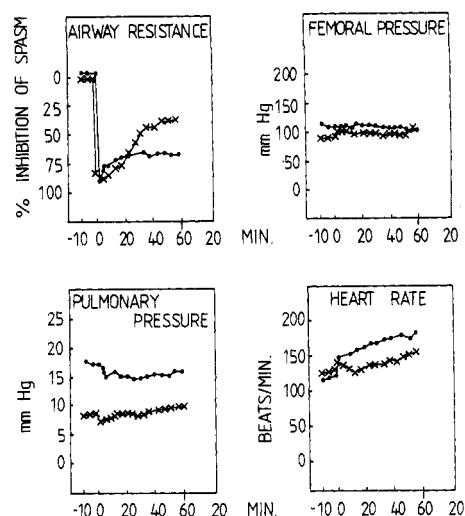 AIRWAY RESISTANCE
% INHIBITION OF SPASM
0
25
50
75
100
-10 0 20 40 60 20 MIN.
FEMORAL PRESSURE
mm Hg
200
150
100
50
0
-10 0 20 40 60 20
PULMONARY
PRESSURE
mm Hg
25
20
15
10
5
0
-10 0 20 40 60 20 MIN.
HEART RATE
BEATS/MIN.
200
150
100
50
0
-10 0 20 40 60 20